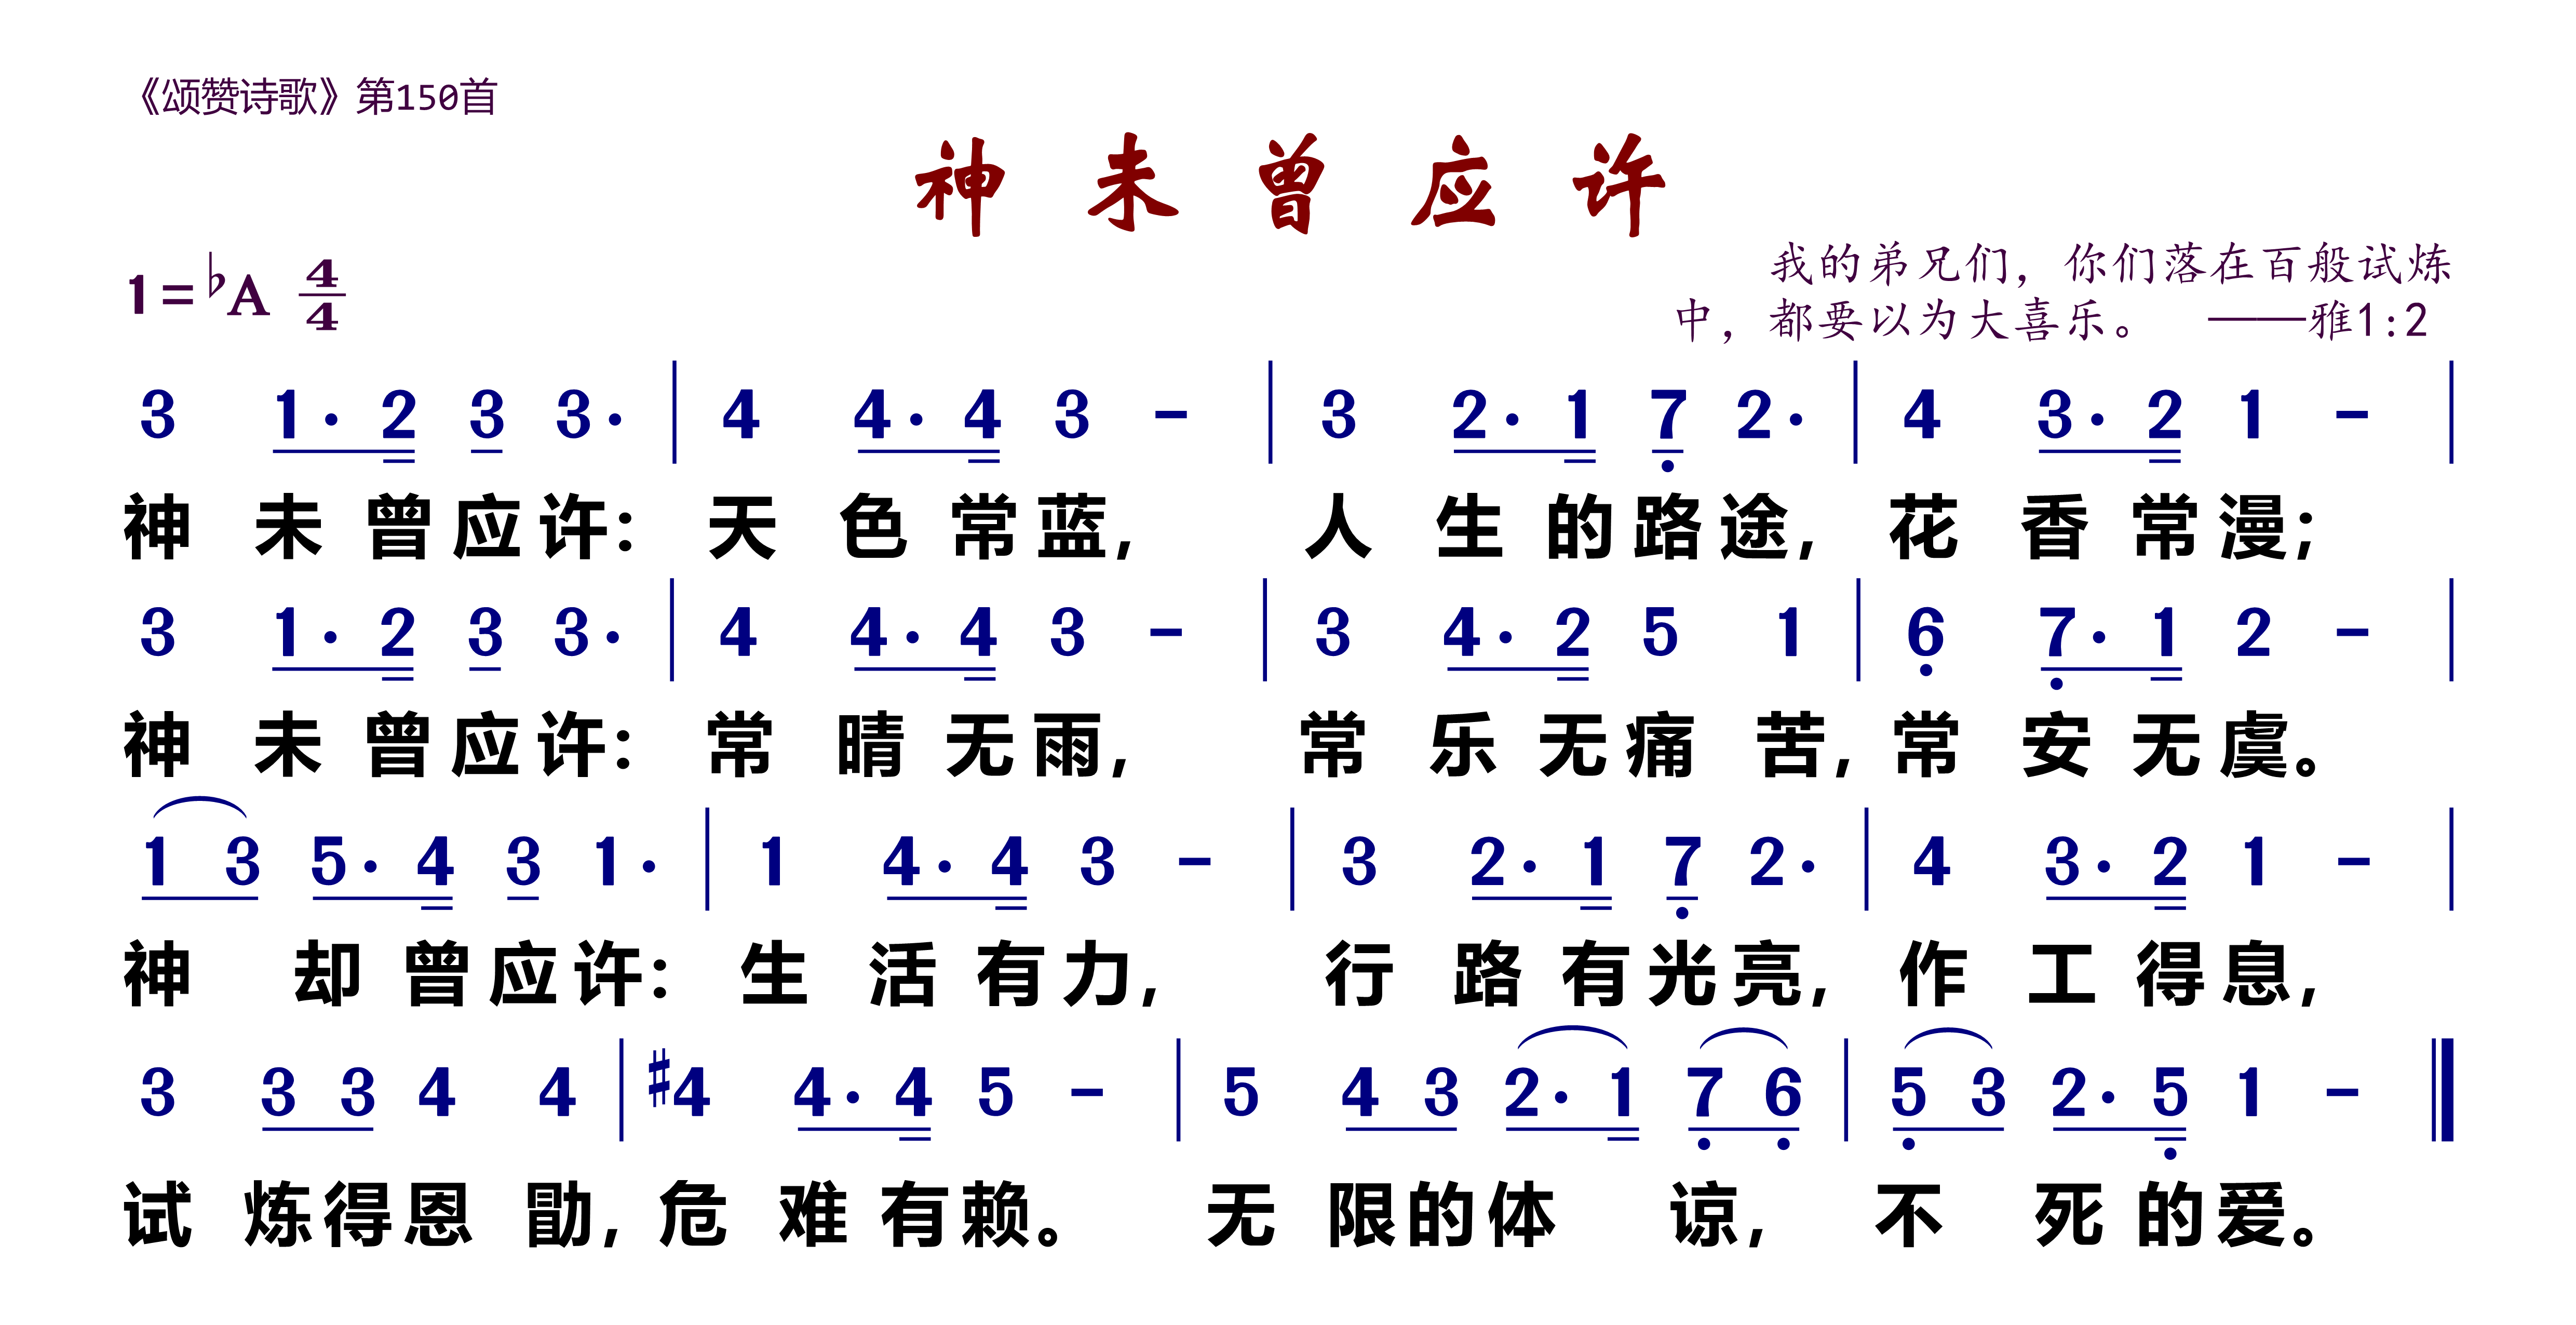 《颂赞诗歌》第150首
神未曾应许
1=♭A 4/4
我的弟兄们，你们落在百般试炼
中，都要以为大喜乐。 ——雅1:2
3 1· 2 3 3· | 4 4· 4 3 - | 3 2· 1 7 2· | 4 3· 2 1 - |
神未曾应许：天色常蓝，人生的路途，花香常漫；
3 1· 2 3 3· | 4 4· 4 3 - | 3 4· 2 5 1 | 6 7· 1 2 - |
神未曾应许：常晴无雨，常乐无痛苦，常安无虞。
1 3 5· 4 3 1· | 1 4· 4 3 - | 3 2· 1 7 2· | 4 3· 2 1 - |
神却曾应许：生活有力，行路有光亮，作工得息，
3 3 3 4 4 | #4 4· 4 5 - | 5 4 3 2· 1 7 6 | 5 3 2· 5 1 - ‖
试炼得恩勖，危难有赖。无限的体谅，不死的爱。